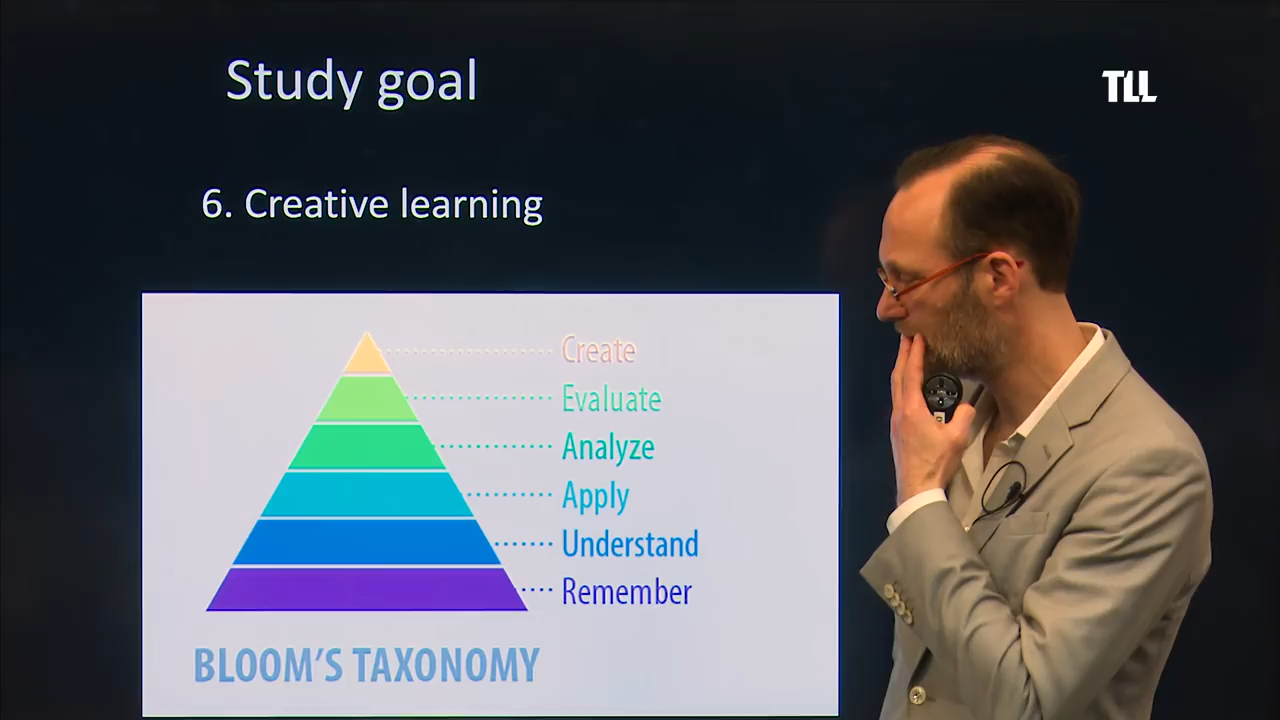 Study goal
TLL
6. Creative learning
Create
Evaluate
Analyze
Apply
Understand
Remember
BLOOM'S TAXONOMY